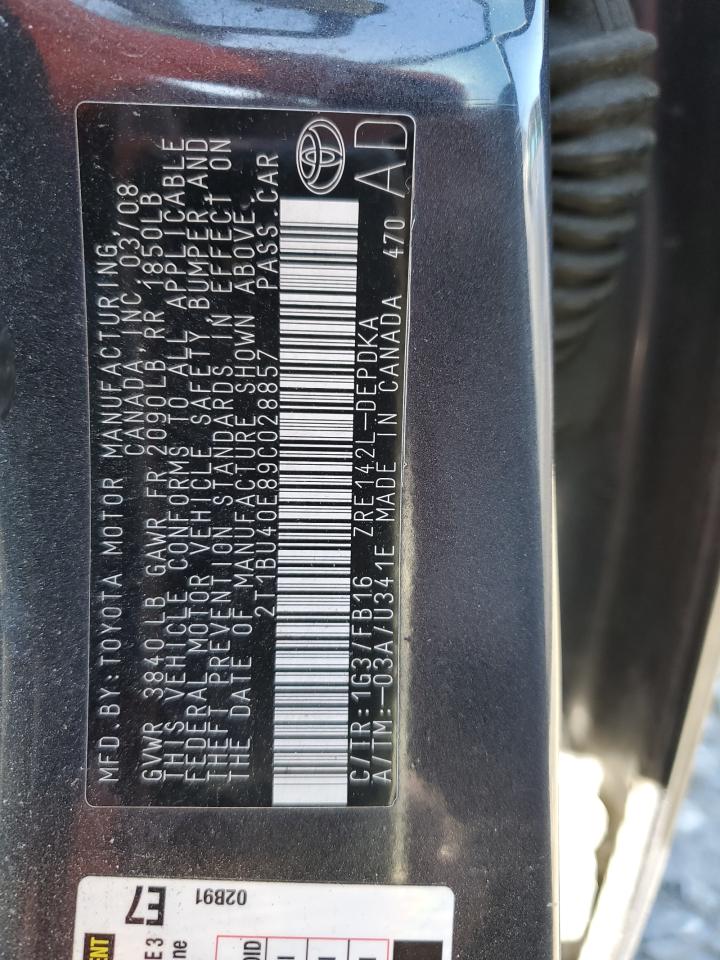 MFD.BY:TOYOTA MOTOR MANUFACTURING,
CANADA, INC. 03/08
GVWR 3840 LB GAWR FR 2090LB, RR 1850LB
THIS VEHICLE CONFORMS TO ALL APPLICABLE
FEDERAL MOTOR VEHICLE SAFETY, BUMPER, AND
THEFT PREVENTION STANDARDS IN EFFECT ON
THE DATE OF MANUFACTURE SHOWN ABOVE.
2T1BU40E89C028857 PASS.CAR
C/TR:1G3/FB16 ZRE142L-DEPDKA
A/TM:-03A/U341E MADE IN CANADA 470 AD
E7
02B91
E3